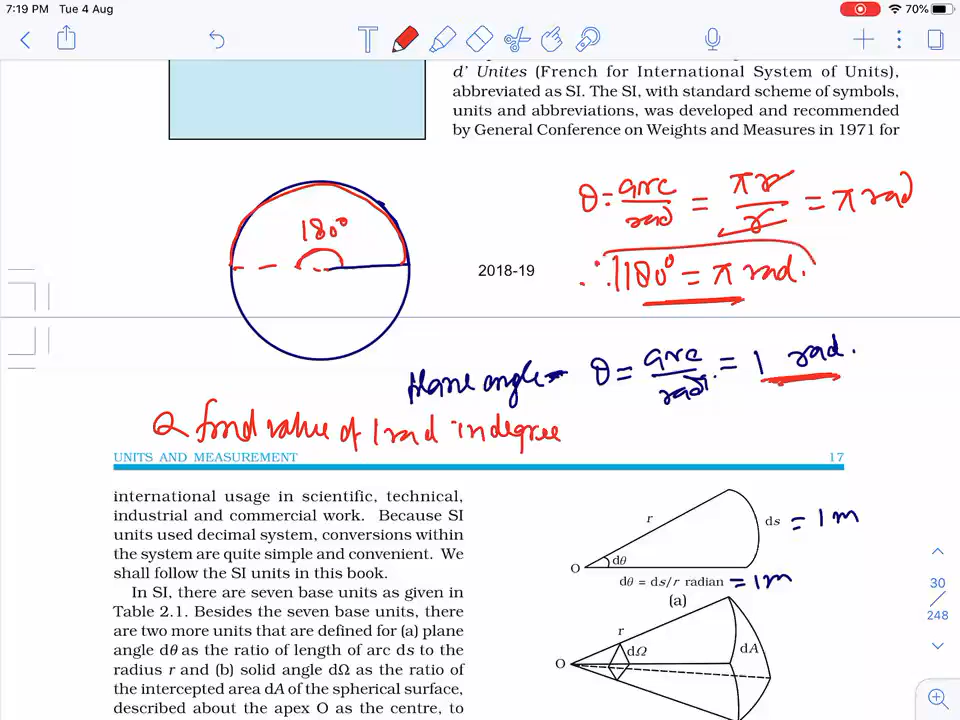 7:19 PM Tue 4 Aug
70%
T
d' Unites (French for International System of Units),
abbreviated as SI. The SI, with standard scheme of symbols,
units and abbreviations, was developed and recommended
by General Conference on Weights and Measures in 1971 for
180°
θ = arc/rad = πr/r = π rad
2018-19
∴ 180° = π rad.
Plane angle - θ = arc/rad. = 1 rad.
Q find value of 1 rad in degree
UNITS AND MEASUREMENT 17
international usage in scientific, technical,
industrial and commercial work. Because SI
units used decimal system, conversions within
the system are quite simple and convenient. We
shall follow the SI units in this book.
In SI, there are seven base units as given in
Table 2.1. Besides the seven base units, there
are two more units that are defined for (a) plane
angle dθ as the ratio of length of arc ds to the
radius r and (b) solid angle dΩ as the ratio of
the intercepted area dA of the spherical surface,
described about the apex O as the centre, to
r
ds = 1 m
dθ
O
dθ = ds/r radian = 1m
(a)
r
dΩ
dA
O
30
248